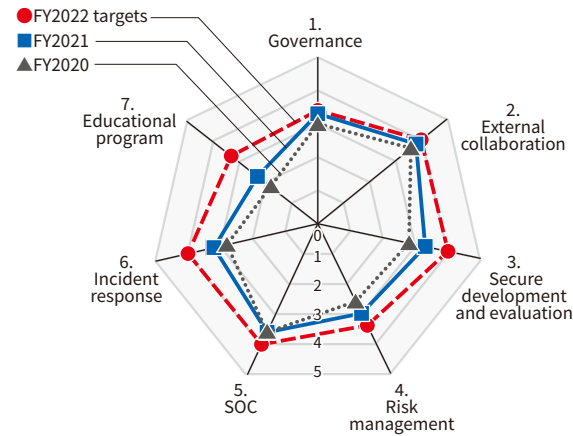 FY2022 targets
FY2021
FY2020
1.
Governance
2.
External
collaboration
3.
Secure
development
and evaluation
4.
Risk
management
5.
SOC
6.
Incident
response
7.
Educational
program
0
1
2
3
4
5